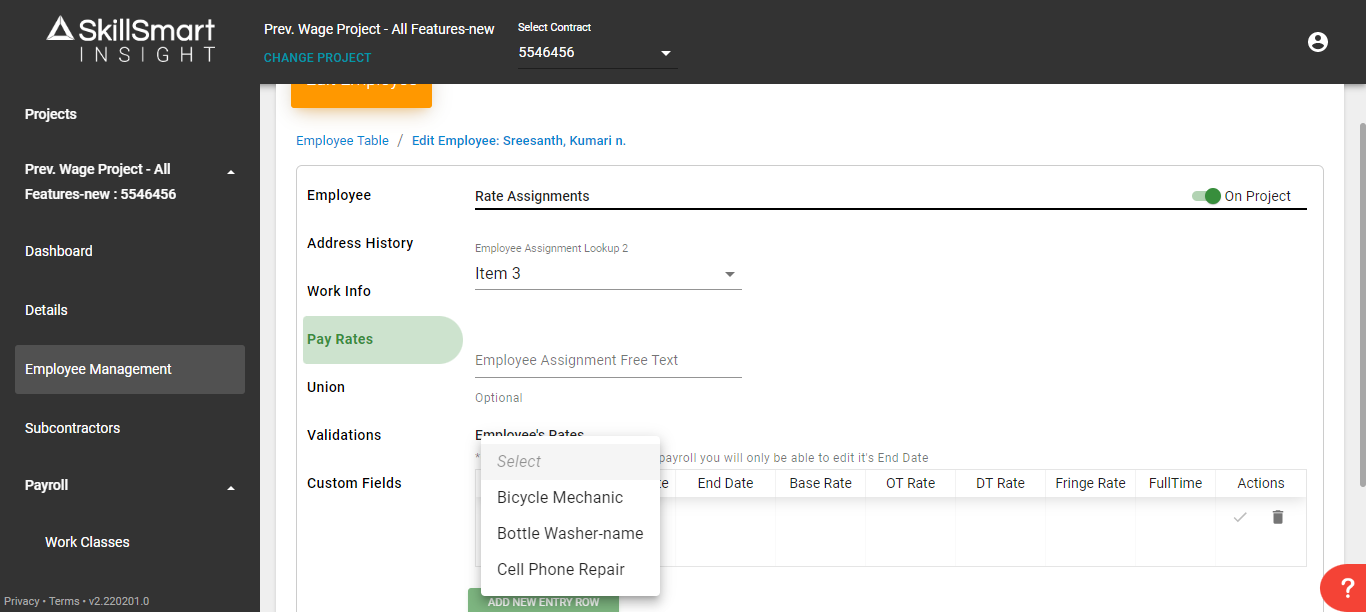 SkillSmart
INSIGHT
Prev. Wage Project - All Features-new
CHANGE PROJECT
Select Contract
5546456
Projects
Prev. Wage Project - All
Features-new : 5546456
Dashboard
Details
Employee Management
Subcontractors
Payroll
Work Classes
Privacy • Terms • v2.220201.0
Edit Employee
Employee Table / Edit Employee: Sreesanth, Kumari n.
Employee
Address History
Work Info
Pay Rates
Union
Validations
Custom Fields
Rate Assignments
On Project
Employee Assignment Lookup 2
Item 3
Employee Assignment Free Text
Optional
Employee's Rates
* payroll you will only be able to edit it's End Date
End Date Base Rate OT Rate DT Rate Fringe Rate FullTime Actions
Select
Bicycle Mechanic
Bottle Washer-name
Cell Phone Repair
ADD NEW ENTRY ROW
?